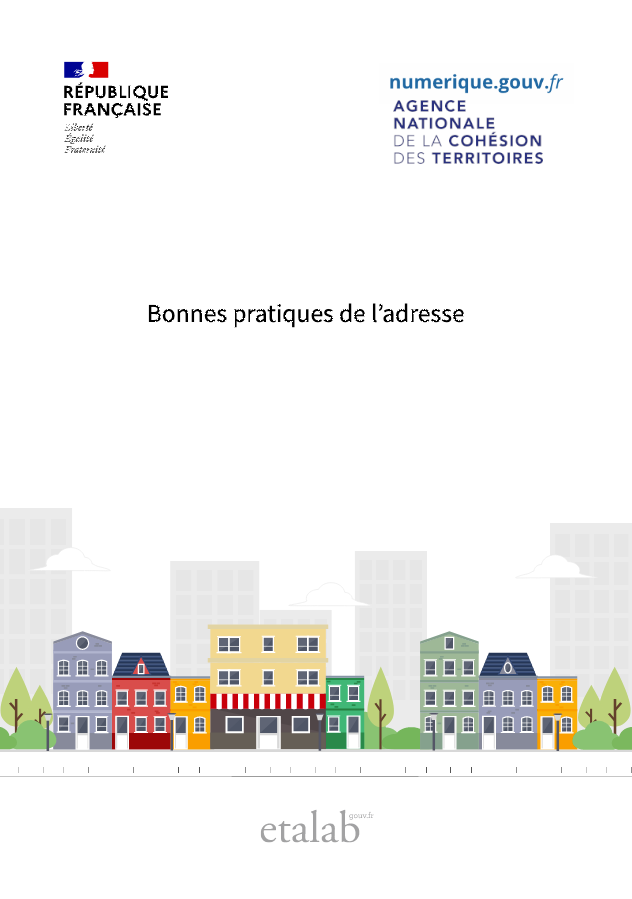 RÉPUBLIQUE
FRANÇAISE
Liberté
Égalité
Fraternité
numerique.gouv.fr
AGENCE
NATIONALE
DE LA COHÉSION
DES TERRITOIRES
Bonnes pratiques de l’adresse
etalab gouv.fr